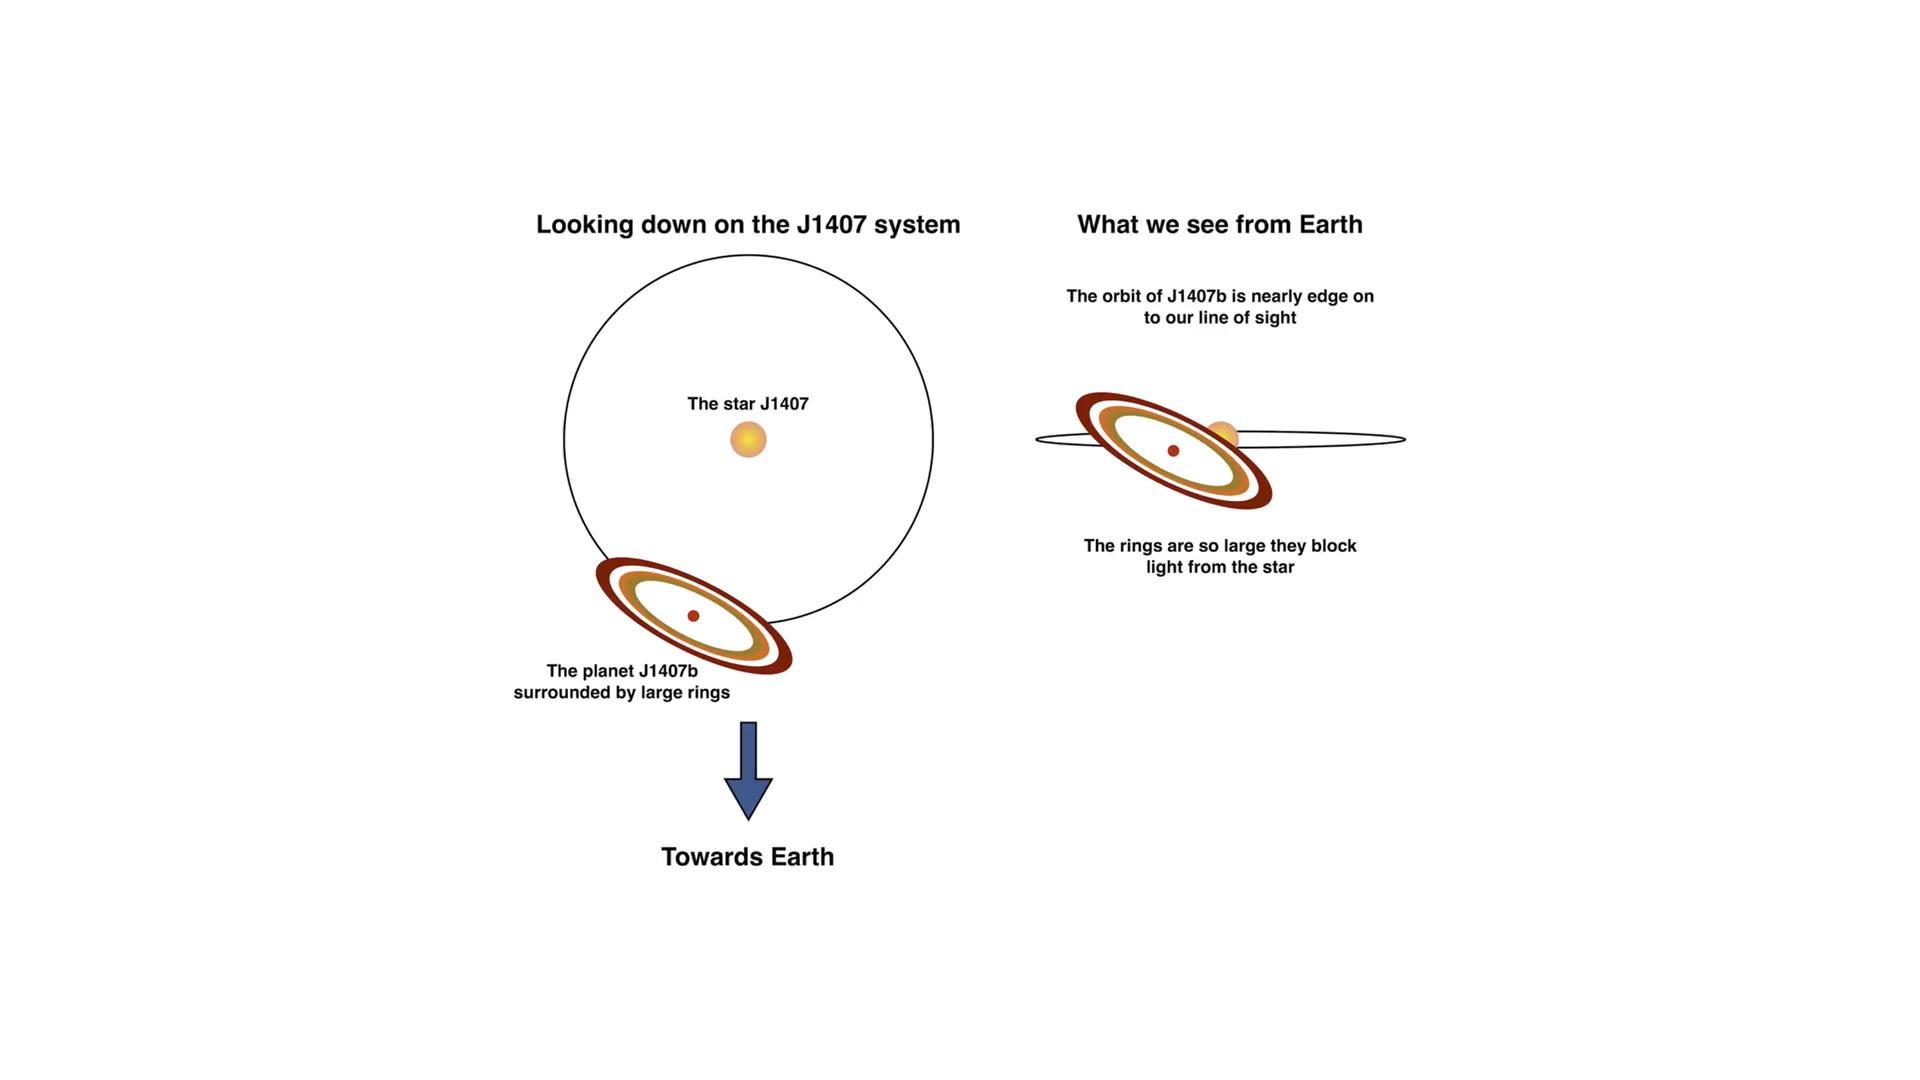 Looking down on the J1407 system
The star J1407
The planet J1407b
surrounded by large rings
Towards Earth
What we see from Earth
The orbit of J1407b is nearly edge on
to our line of sight
The rings are so large they block
light from the star